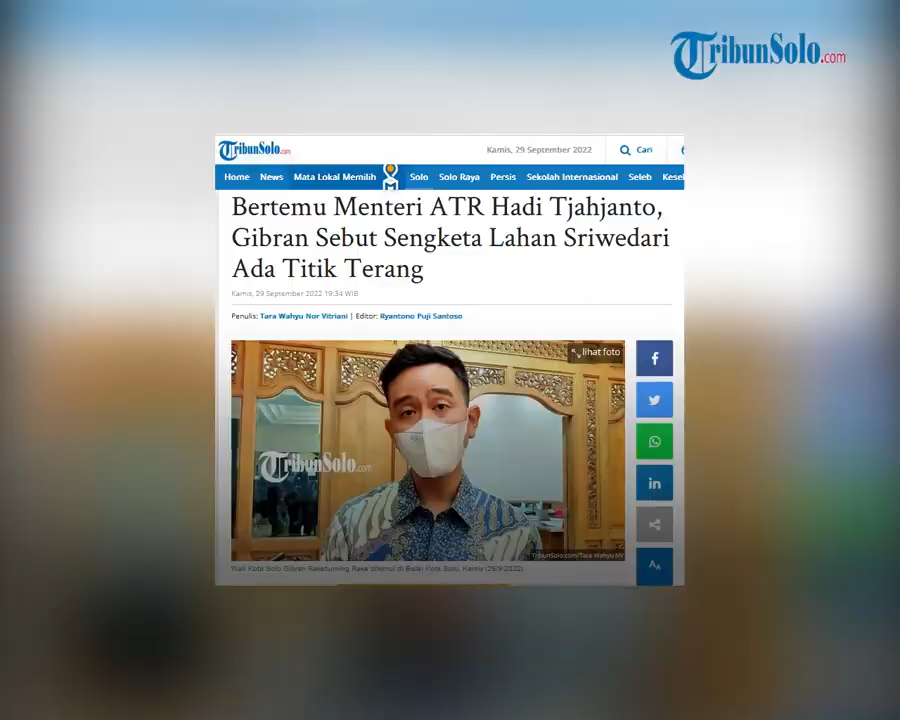 TribunSolo.com
TribunSolo.com
Kamis, 29 September 2022
Cari
Home News Mata Lokal Memilih Solo Solo Raya Persis Sekolah Internasional Seleb
Bertemu Menteri ATR Hadi Tjahjanto,
Gibran Sebut Sengketa Lahan Sriwedari
Ada Titik Terang
Kamis, 29 September 2022 19:34 WIB
Penulis: Tara Wahyu Nor Vitriani | Editor: Ryantono Puji Santoso
lihat foto
TribunSolo.com
TribunSolo.com/Tara Wahyu NV
Wali Kota Solo Gibran Rakabuming Raka ditemui di Balai Kota Solo, Kamis (29/9/2022)